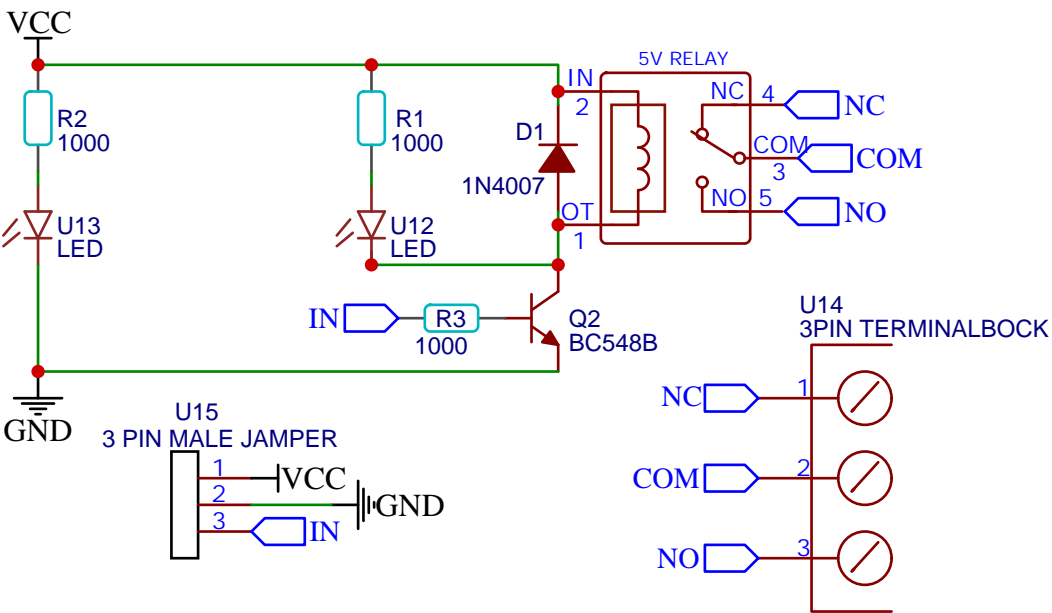 VCC
5V RELAY
IN
2
NC
4
NC
R2
1000
R1
1000
D1
1N4007
COM
3
COM
OT
1
NO
5
NO
U13
LED
U12
LED
IN
R3
1000
Q2
BC548B
GND
U14
3PIN TERMINALBOCK
NC
1
COM
2
NO
3
U15
3 PIN MALE JAMPER
1
VCC
2
GND
3
IN